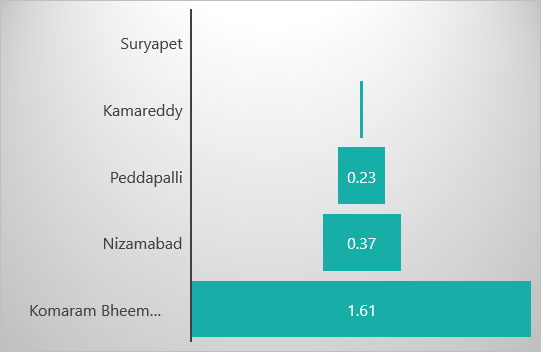 Suryapet
Kamareddy
Peddapalli
0.23
Nizamabad
0.37
Komaram Bheem...
1.61